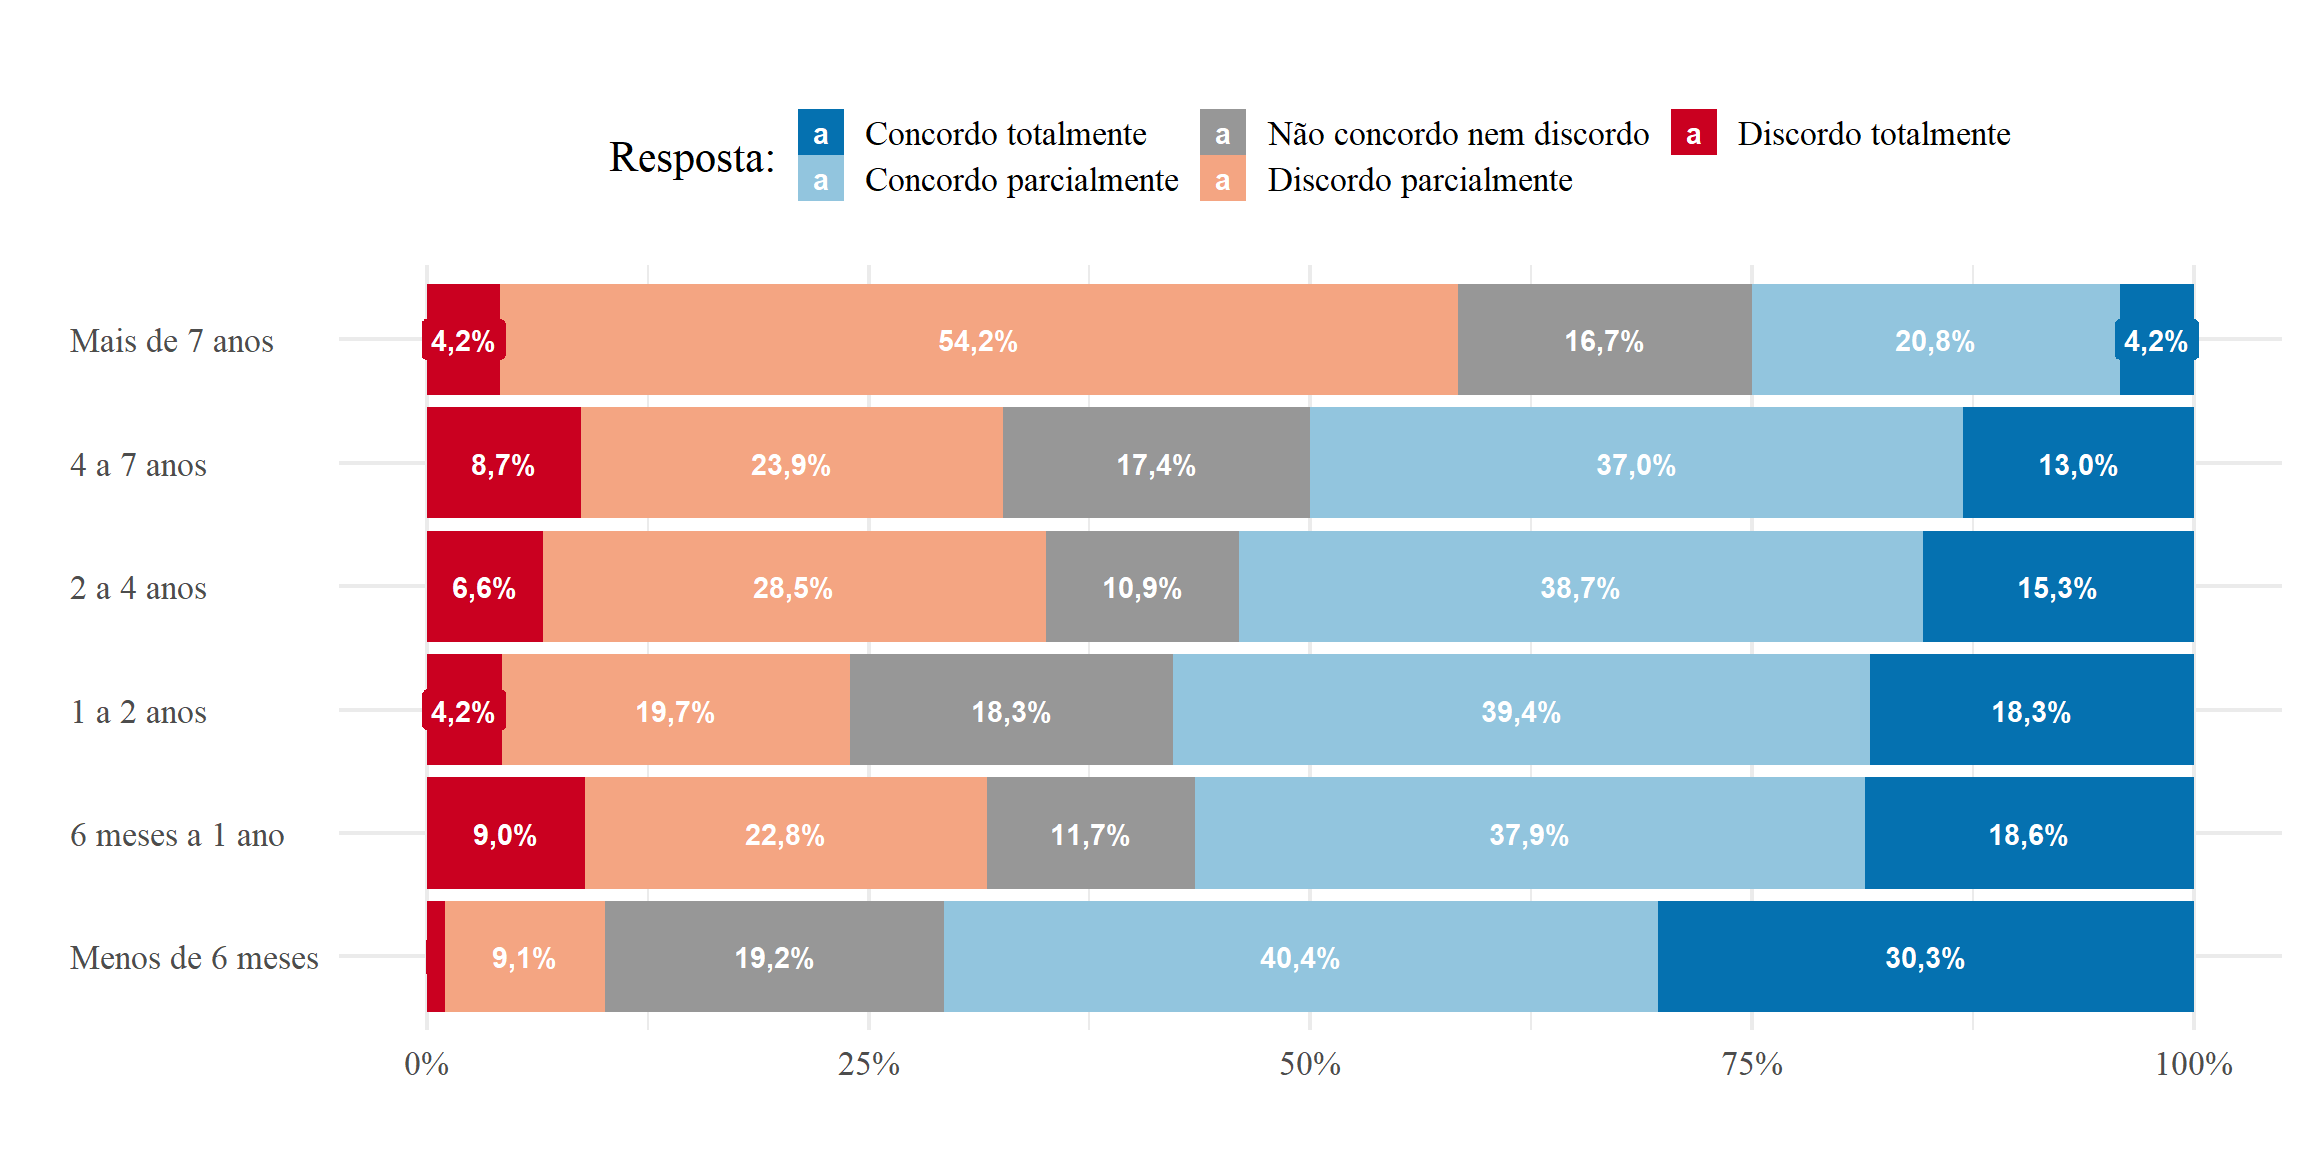 Resposta:
a Concordo totalmente a Não concordo nem discordo a Discordo totalmente
a Concordo parcialmente a Discordo parcialmente
Mais de 7 anos 4,2% 54,2% 16,7% 20,8% 4,2%
4 a 7 anos 8,7% 23,9% 17,4% 37,0% 13,0%
2 a 4 anos 6,6% 28,5% 10,9% 38,7% 15,3%
1 a 2 anos 4,2% 19,7% 18,3% 39,4% 18,3%
6 meses a 1 ano 9,0% 22,8% 11,7% 37,9% 18,6%
Menos de 6 meses 9,1% 19,2% 40,4% 30,3%
0% 25% 50% 75% 100%